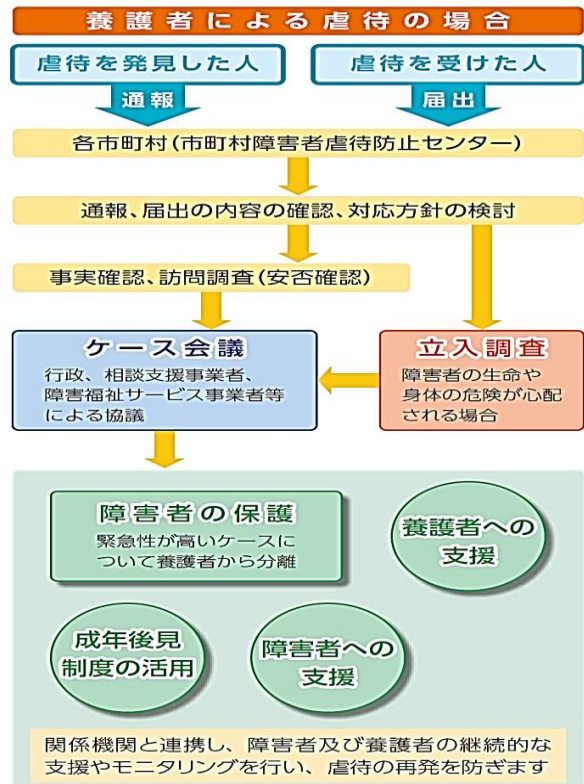 養護者による虐待の場合
虐待を発見した人
虐待を受けた人
通報
届出
各市町村(市町村障害者虐待防止センター)
通報、届出の内容の確認、対応方針の検討
事実確認、訪問調査(安否確認)
ケース会議
行政、相談支援事業者、
障害福祉サービス事業者等
による協議
立入調査
障害者の生命や
身体の危険が心配
される場合
障害者の保護
緊急性が高いケースに
ついて養護者から分離
養護者への
支援
成年後見
制度の活用
障害者への
支援
関係機関と連携し、障害者及び養護者の継続的な
支援やモニタリングを行い、虐待の再発を防ぎます